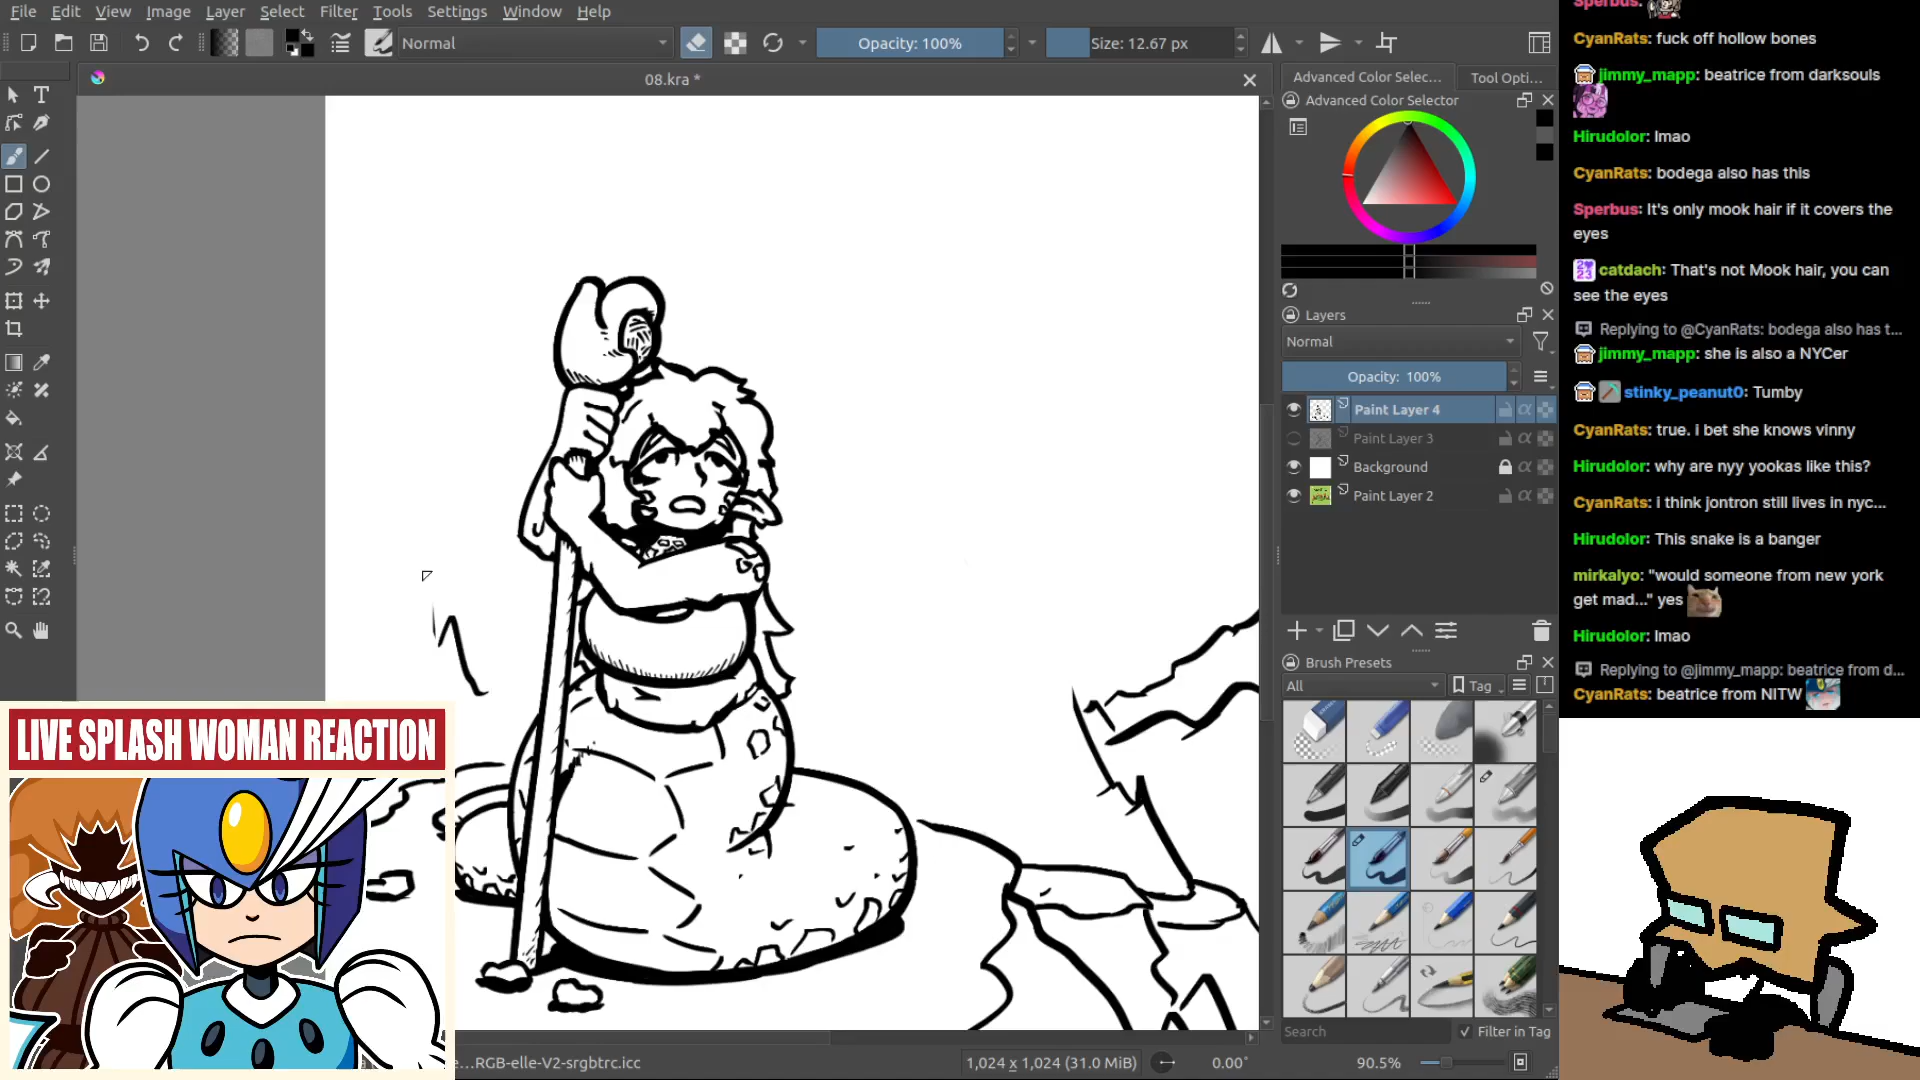 File Edit View Image Layer Select Filter Tools Settings Window Help
Normal
Opacity: 100%
Size: 12.67 px
08.kra *
Advanced Color Selec...
Tool Opti...
Advanced Color Selector
Layers
Normal
Opacity: 100%
Paint Layer 4
Paint Layer 3
Background
Paint Layer 2
Brush Presets
All
Tag
Search
Filter in Tag
...RGB-elle-V2-srgbtrc.icc
1,024 x 1,024 (31.0 MiB)
0.00°
90.5%
LIVE SPLASH WOMAN REACTION
Sperbus:
CyanRats: fuck off hollow bones
jimmy_mapp: beatrice from darksouls
Hirudolor: lmao
CyanRats: bodega also has this
Sperbus: It's only mook hair if it covers the
eyes
catdach: That's not Mook hair, you can
see the eyes
Replying to @CyanRats: bodega also has t...
jimmy_mapp: she is also a NYCer
stinky_peanut0: Tumby
CyanRats: true. i bet she knows vinny
Hirudolor: why are nyy yookas like this?
CyanRats: i think jontron still lives in nyc...
Hirudolor: This snake is a banger
mirkalyo: "would someone from new york
get mad..." yes
Hirudolor: lmao
Replying to @jimmy_mapp: beatrice from d...
CyanRats: beatrice from NITW